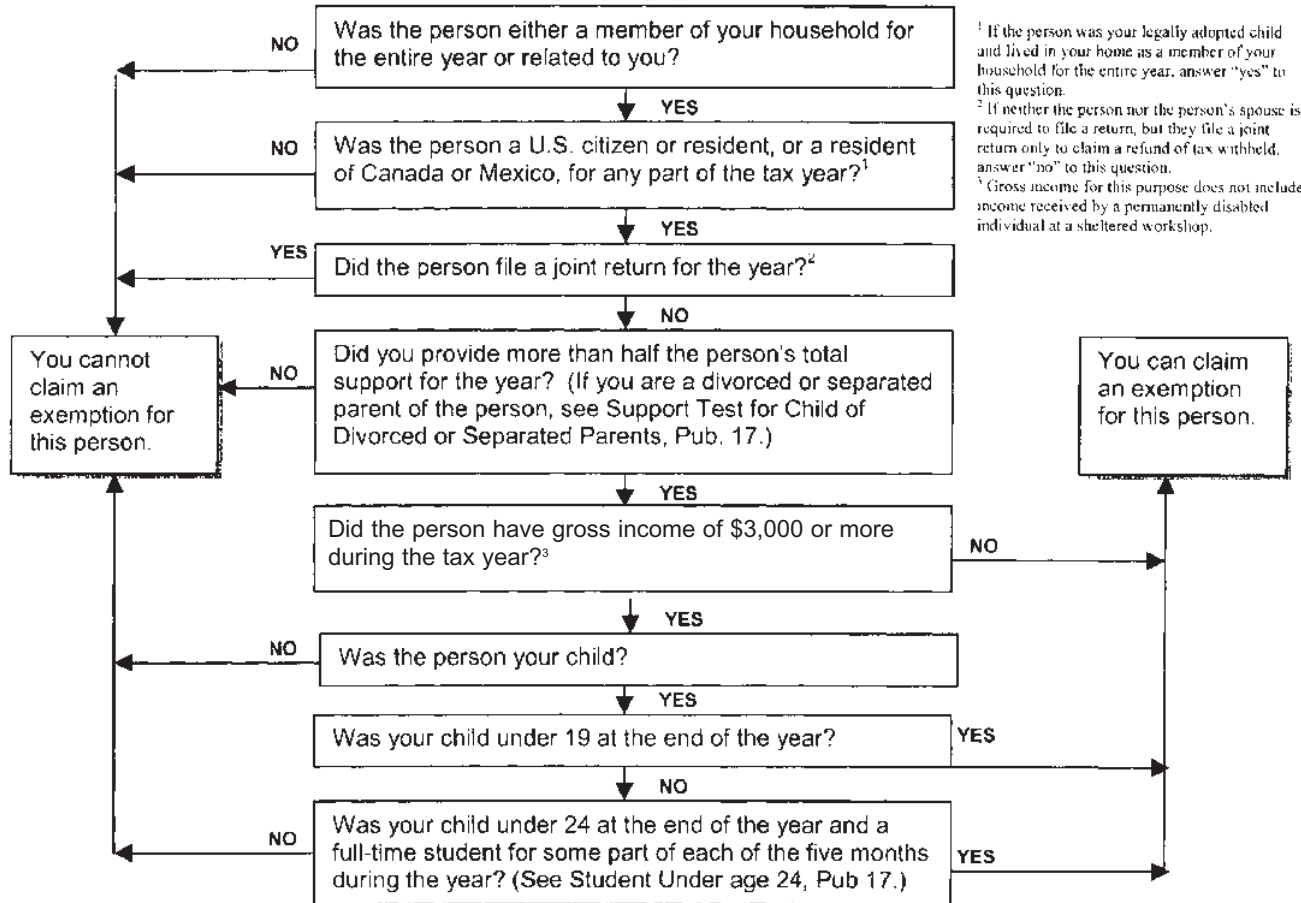 Was the person either a member of your household for
the entire year or related to you?
NO
YES
Was the person a U.S. citizen or resident, or a resident
of Canada or Mexico, for any part of the tax year?1
NO
YES
Did the person file a joint return for the year?2
YES
NO
Did you provide more than half the person's total
support for the year? (If you are a divorced or separated
parent of the person, see Support Test for Child of
Divorced or Separated Parents, Pub. 17.)
NO
YES
You cannot
claim an
exemption for
this person.
You can claim
an exemption
for this person.
Did the person have gross income of $3,000 or more
during the tax year?3
NO
YES
Was the person your child?
NO
YES
Was your child under 19 at the end of the year?
YES
NO
Was your child under 24 at the end of the year and a
full-time student for some part of each of the five months
during the year? (See Student Under age 24, Pub 17.)
NO
YES
1 If the person was your legally adopted child
and lived in your home as a member of your
household for the entire year, answer "yes" to
this question.
2 If neither the person nor the person's spouse is
required to file a return, but they file a joint
return only to claim a refund of tax withheld,
answer "no" to this question.
3 Gross income for this purpose does not include
income received by a permanently disabled
individual at a sheltered workshop.